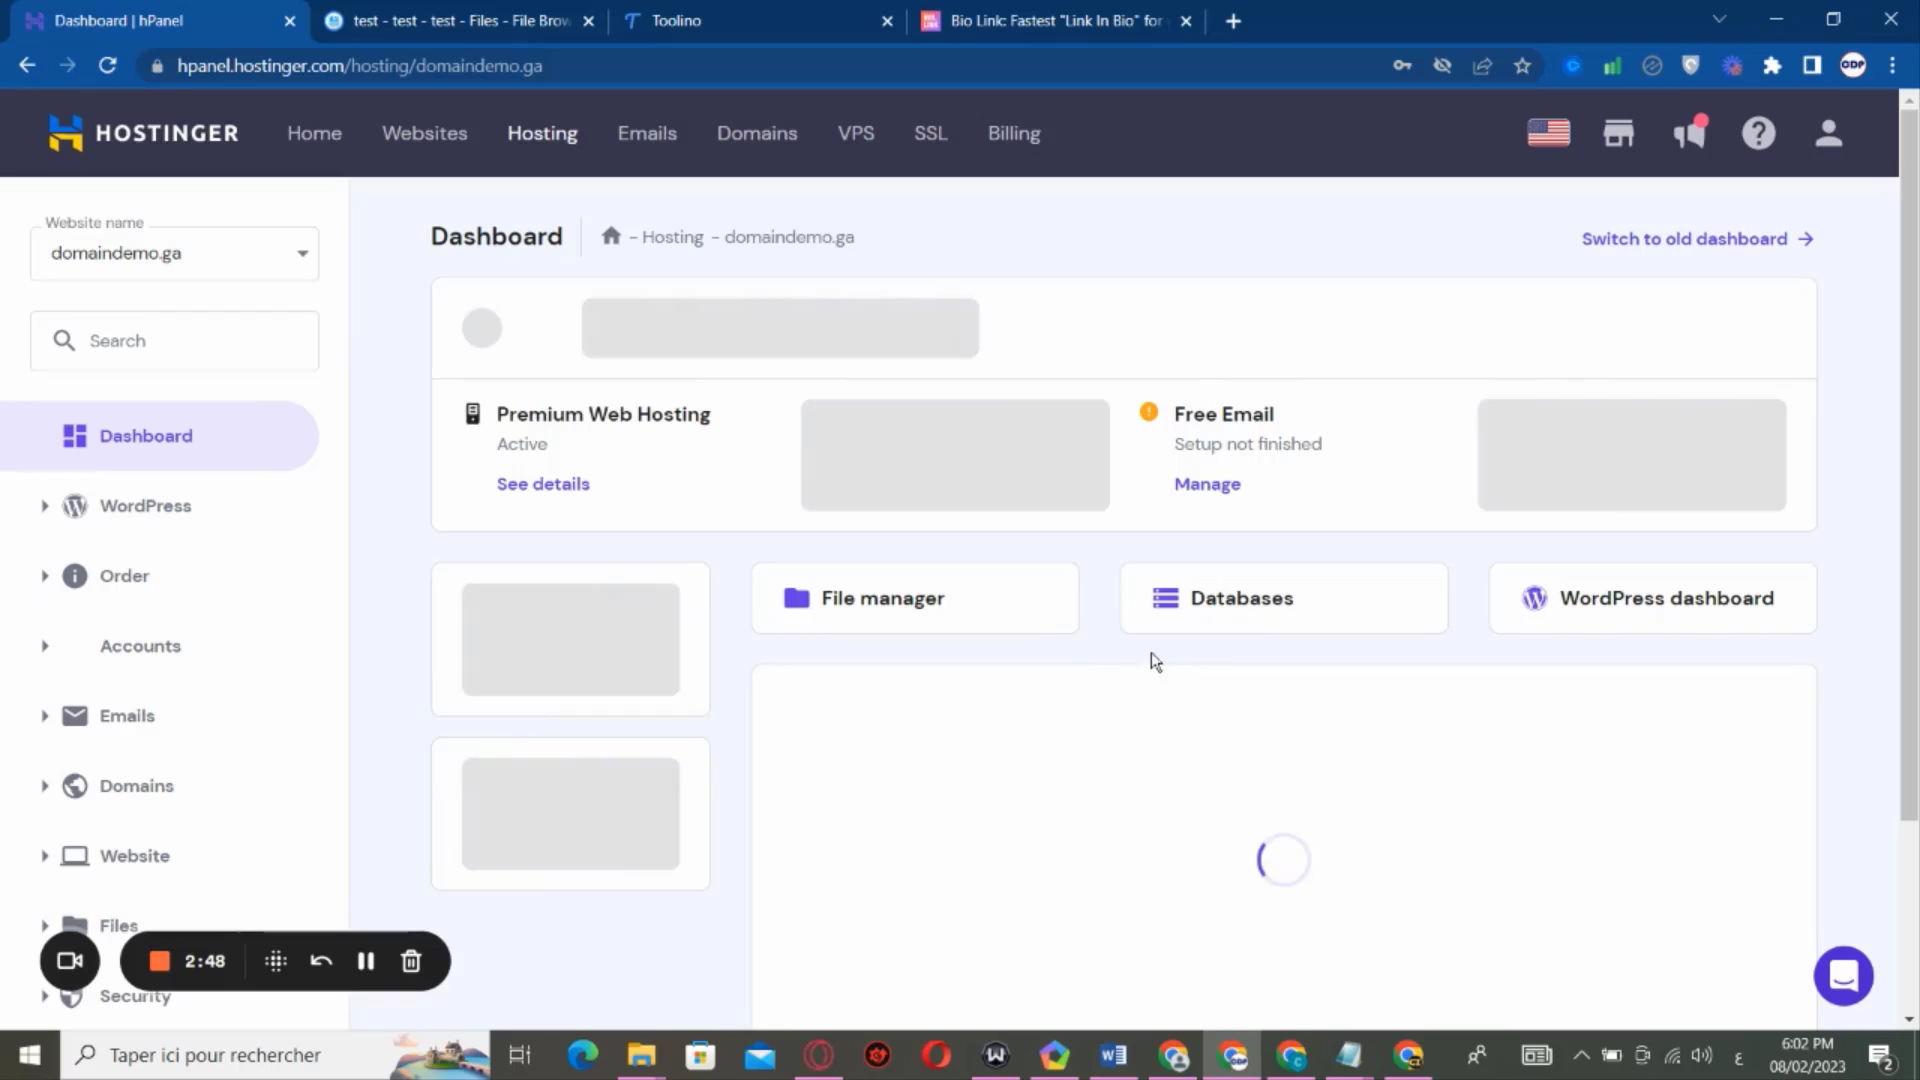 Dashboard | hPanel
test - test - test - Files - File Brow
Toolino
Bio Link: Fastest "Link In Bio" for
hpanel.hostinger.com/hosting/domaindemo.ga
HOSTINGER
Home
Websites
Hosting
Emails
Domains
VPS
SSL
Billing
Website name
domaindemo.ga
Search
Dashboard
WordPress
Order
Accounts
Emails
Domains
Website
Files
Security
Dashboard
- Hosting - domaindemo.ga
Switch to old dashboard
Premium Web Hosting
Active
See details
Free Email
Setup not finished
Manage
File manager
Databases
WordPress dashboard
2:48
Taper ici pour rechercher
ع
6:02 PM
08/02/2023
2